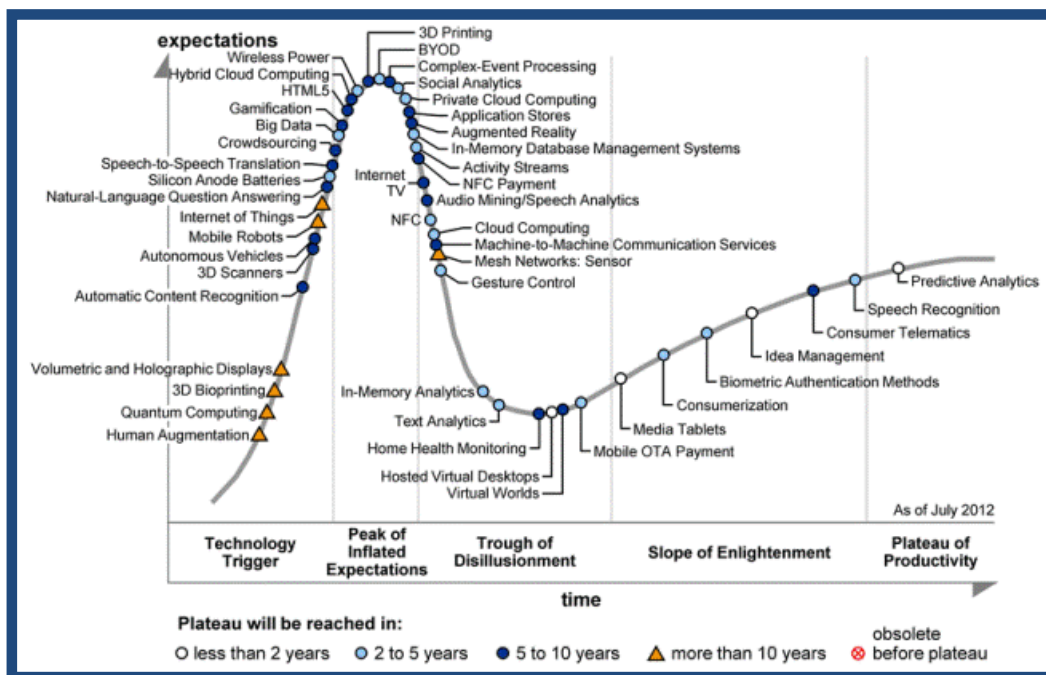 expectations
3D Printing
BYOD
Wireless Power
Complex-Event Processing
Hybrid Cloud Computing
Social Analytics
HTML5
Private Cloud Computing
Gamification
Application Stores
Big Data
Augmented Reality
Crowdsourcing
In-Memory Database Management Systems
Speech-to-Speech Translation
Activity Streams
Silicon Anode Batteries
Internet
TV
NFC Payment
Natural-Language Question Answering
Audio Mining/Speech Analytics
Internet of Things
NFC
Mobile Robots
Cloud Computing
Autonomous Vehicles
Machine-to-Machine Communication Services
3D Scanners
Mesh Networks: Sensor
Automatic Content Recognition
Gesture Control
Predictive Analytics
Speech Recognition
Consumer Telematics
Idea Management
Volumetric and Holographic Displays
Biometric Authentication Methods
3D Bioprinting
In-Memory Analytics
Consumerization
Quantum Computing
Text Analytics
Media Tablets
Human Augmentation
Home Health Monitoring
Mobile OTA Payment
Hosted Virtual Desktops
Virtual Worlds
As of July 2012
Technology
Trigger
Peak of
Inflated
Expectations
Trough of
Disillusionment
Slope of Enlightenment
Plateau of
Productivity
time
Plateau will be reached in:
less than 2 years
2 to 5 years
5 to 10 years
more than 10 years
obsolete
before plateau